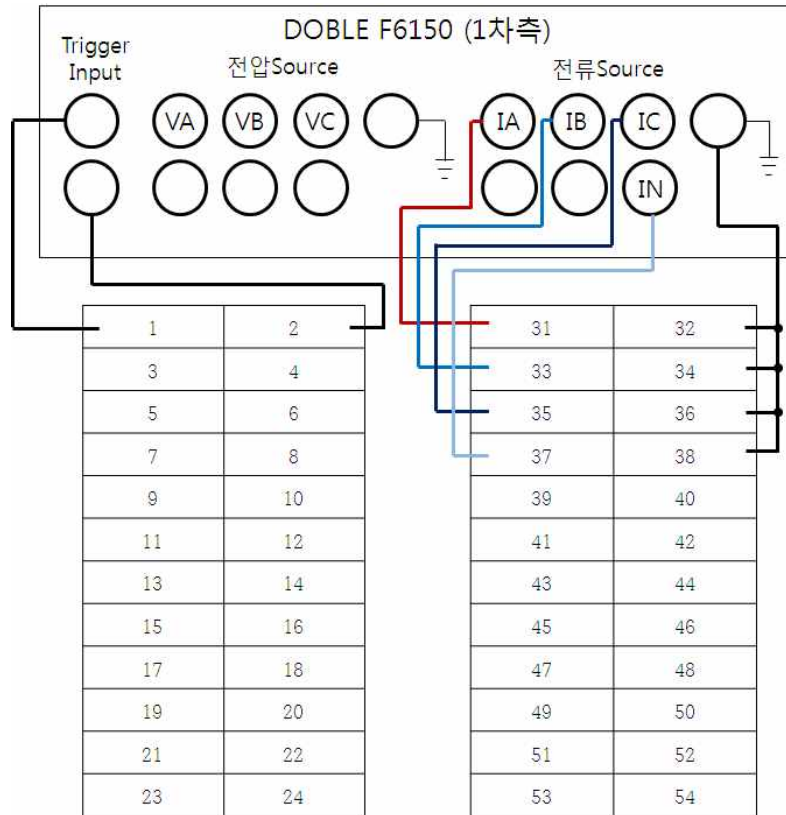 DOBLE F6150 (1차측)
Trigger
Input
전압Source
전류Source
VA VB VC IA IB IC
IN
1 2 31 32
3 4 33 34
5 6 35 36
7 8 37 38
9 10 39 40
11 12 41 42
13 14 43 44
15 16 45 46
17 18 47 48
19 20 49 50
21 22 51 52
23 24 53 54